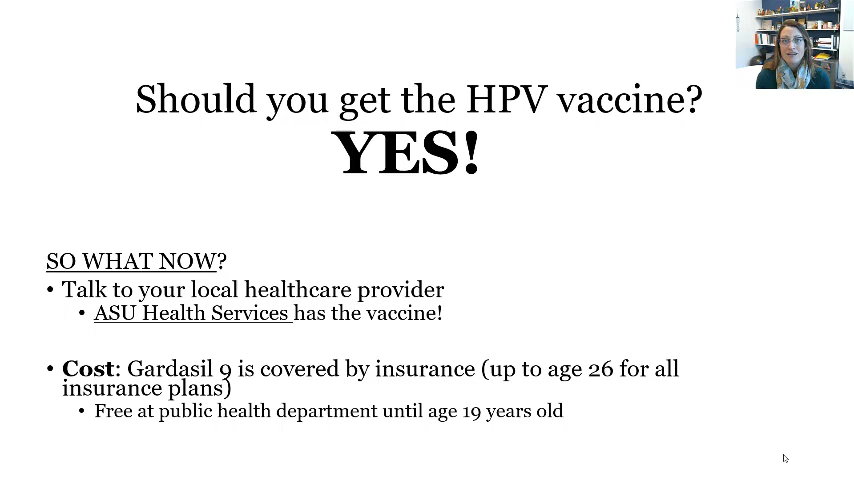 Should you get the HPV vaccine?
YES!
SO WHAT NOW?
• Talk to your local healthcare provider
• ASU Health Services has the vaccine!
• Cost: Gardasil 9 is covered by insurance (up to age 26 for all
insurance plans)
• Free at public health department until age 19 years old